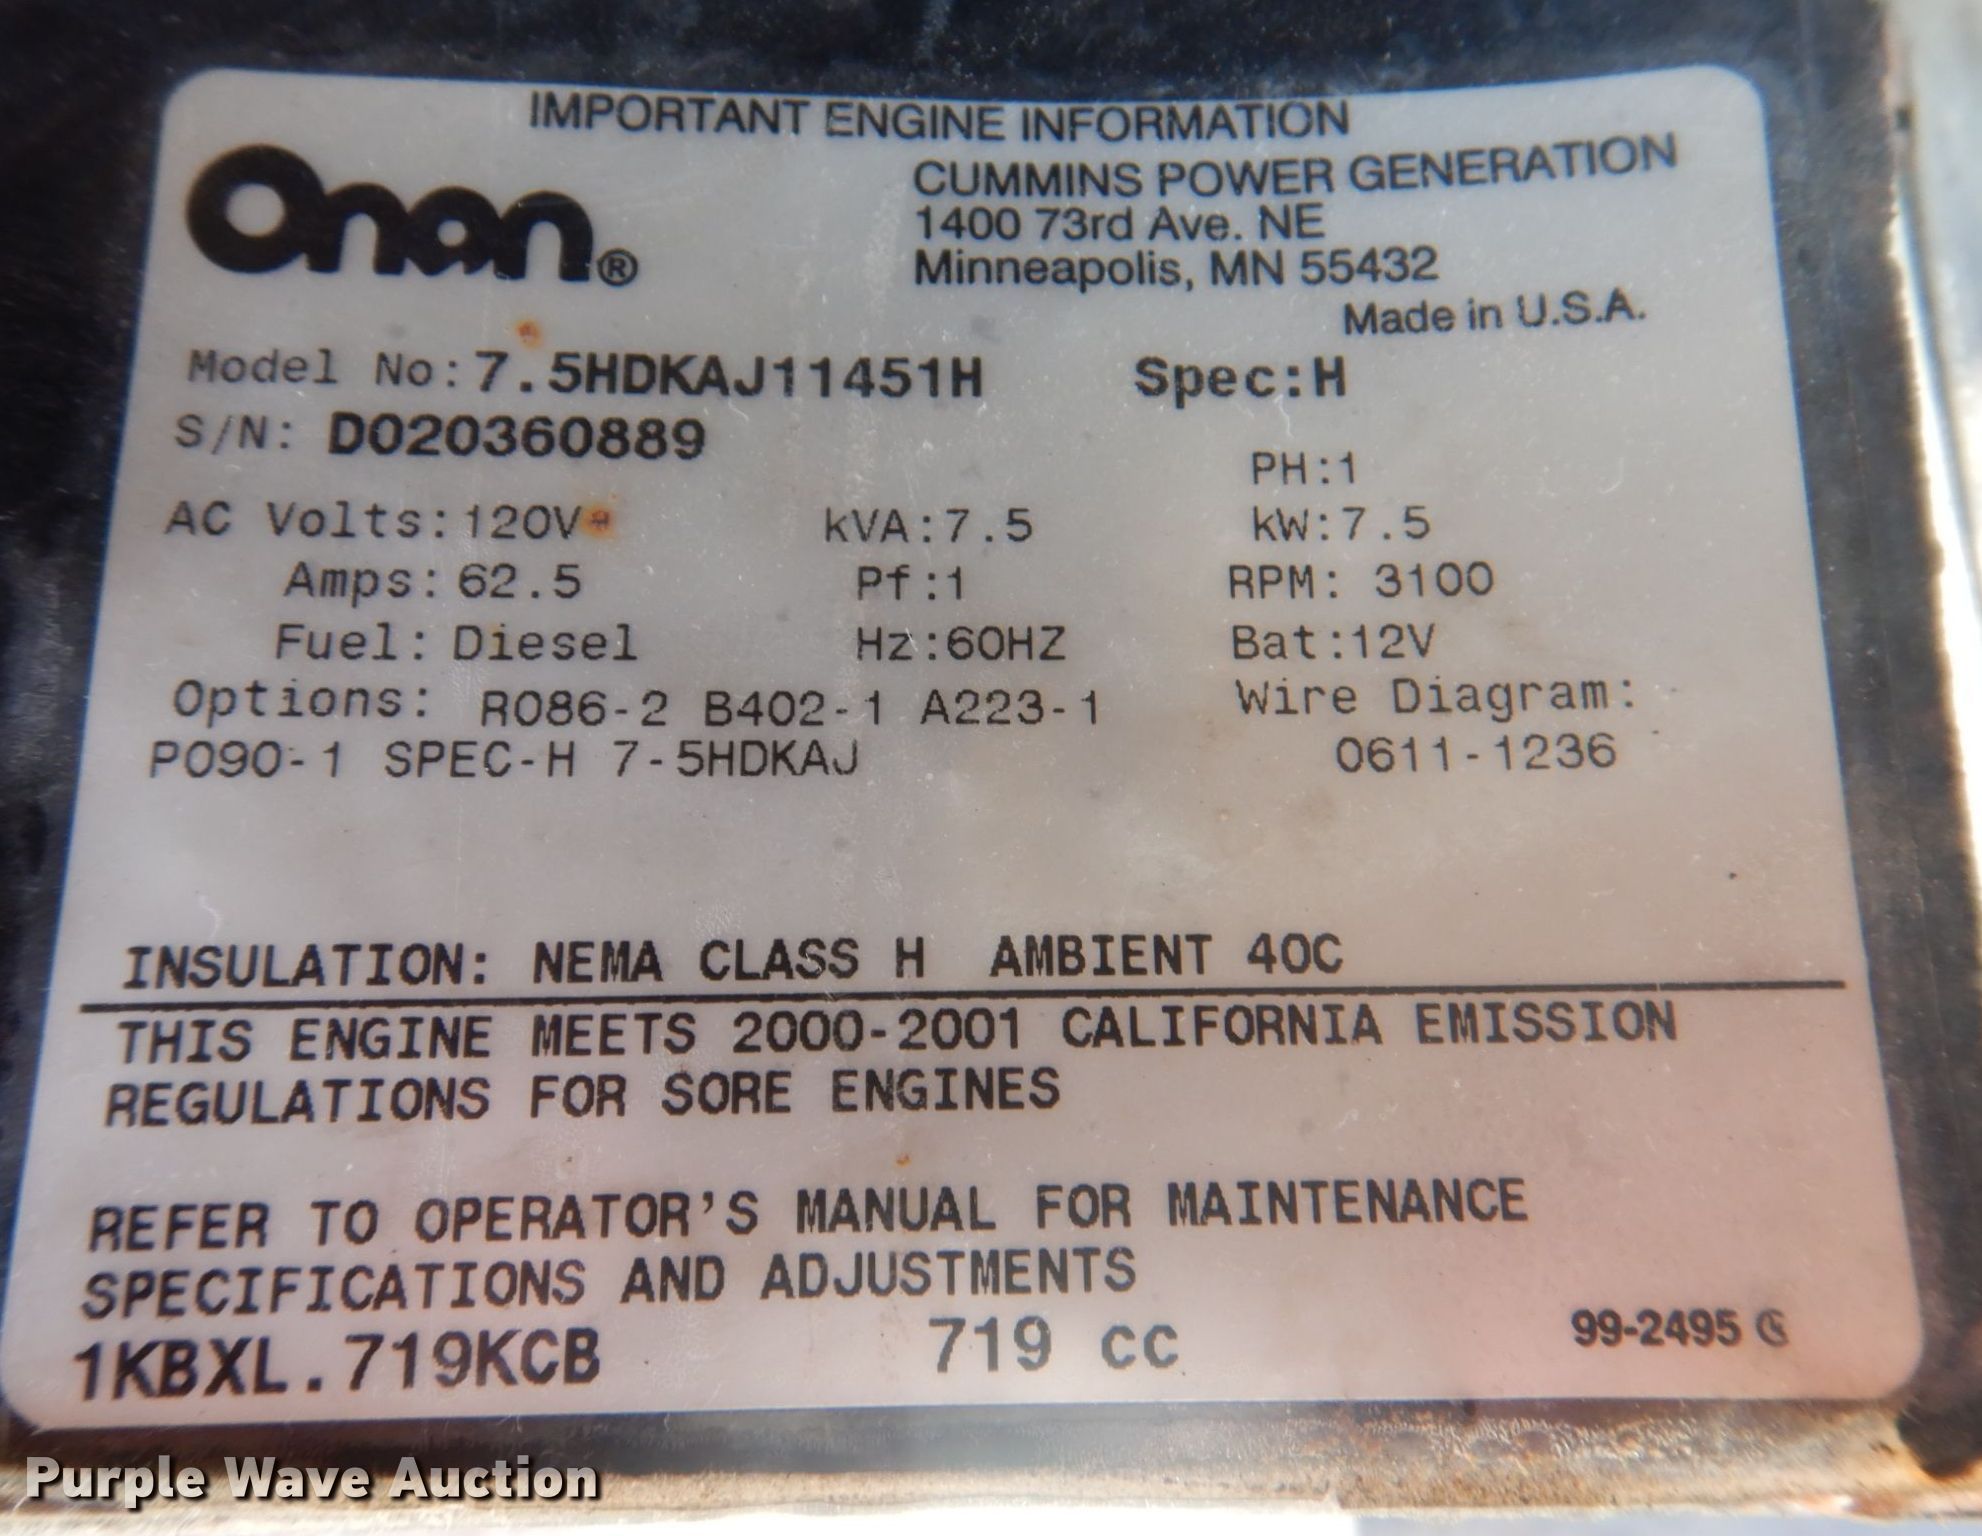 IMPORTANT ENGINE INFORMATION
Onan®
CUMMINS POWER GENERATION
1400 73rd Ave. NE
Minneapolis, MN 55432
Made in U.S.A.
Model No:7.5HDKAJ11451H Spec:H
S/N: D020360889
PH:1
AC Volts:120V kVA:7.5 kW:7.5
Amps:62.5 Pf:1 RPM: 3100
Fuel: Diesel Hz:60HZ Bat:12V
Options: R086-2 B402-1 A223-1 Wire Diagram:
P090-1 SPEC-H 7-5HDKAJ 0611-1236
INSULATION: NEMA CLASS H AMBIENT 40C
THIS ENGINE MEETS 2000-2001 CALIFORNIA EMISSION
REGULATIONS FOR SORE ENGINES
REFER TO OPERATOR'S MANUAL FOR MAINTENANCE
SPECIFICATIONS AND ADJUSTMENTS
1KBXL.719KCB 719 CC 99-2495
Purple Wave Auction